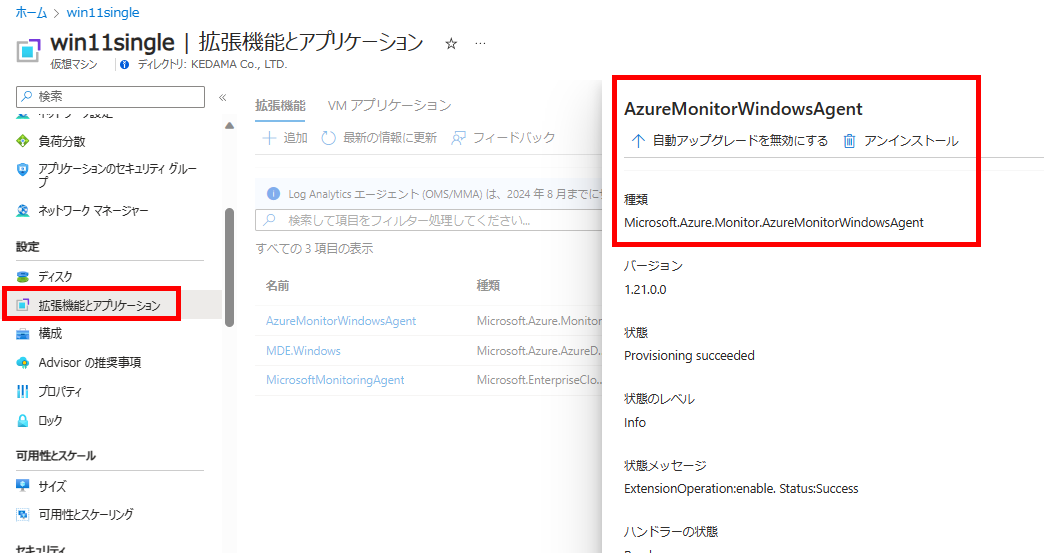 ホーム > win11single
win11single | 拡張機能とアプリケーション ☆ …
仮想マシン
ディレクトリ: KEDAMA Co., LTD.
検索 «
負荷分散
アプリケーションのセキュリティ グルー
プ
ネットワーク マネージャー
設定
ディスク
拡張機能とアプリケーション
構成
Advisor の推奨事項
プロパティ
ロック
可用性とスケール
サイズ
可用性とスケーリング
セキュリティ
拡張機能 VM アプリケーション
追加 最新の情報に更新 フィードバック
Log Analytics エージェント (OMS/MMA) は、2024 年 8 月までに
検索して項目をフィルター処理してください...
すべての 3 項目の表示
名前 種類
AzureMonitorWindowsAgent Microsoft.Azure.Monitor
MDE.Windows Microsoft.Azure.AzureD...
MicrosoftMonitoringAgent Microsoft.EnterpriseClo...
AzureMonitorWindowsAgent
自動アップグレードを無効にする アンインストール
種類
Microsoft.Azure.Monitor.AzureMonitorWindowsAgent
バージョン
1.21.0.0
状態
Provisioning succeeded
状態のレベル
Info
状態メッセージ
ExtensionOperation:enable. Status:Success
ハンドラーの状態